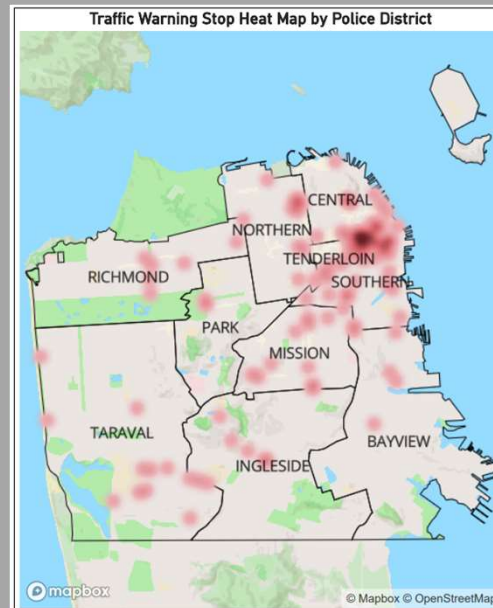 Traffic Warning Stop Heat Map by Police District
CENTRAL
NORTHERN
TENDERLOIN
SOUTHERN
RICHMOND
PARK
MISSION
TARAVAL
BAYVIEW
INGLESIDE
mapbox
© Mapbox © OpenStreetMap